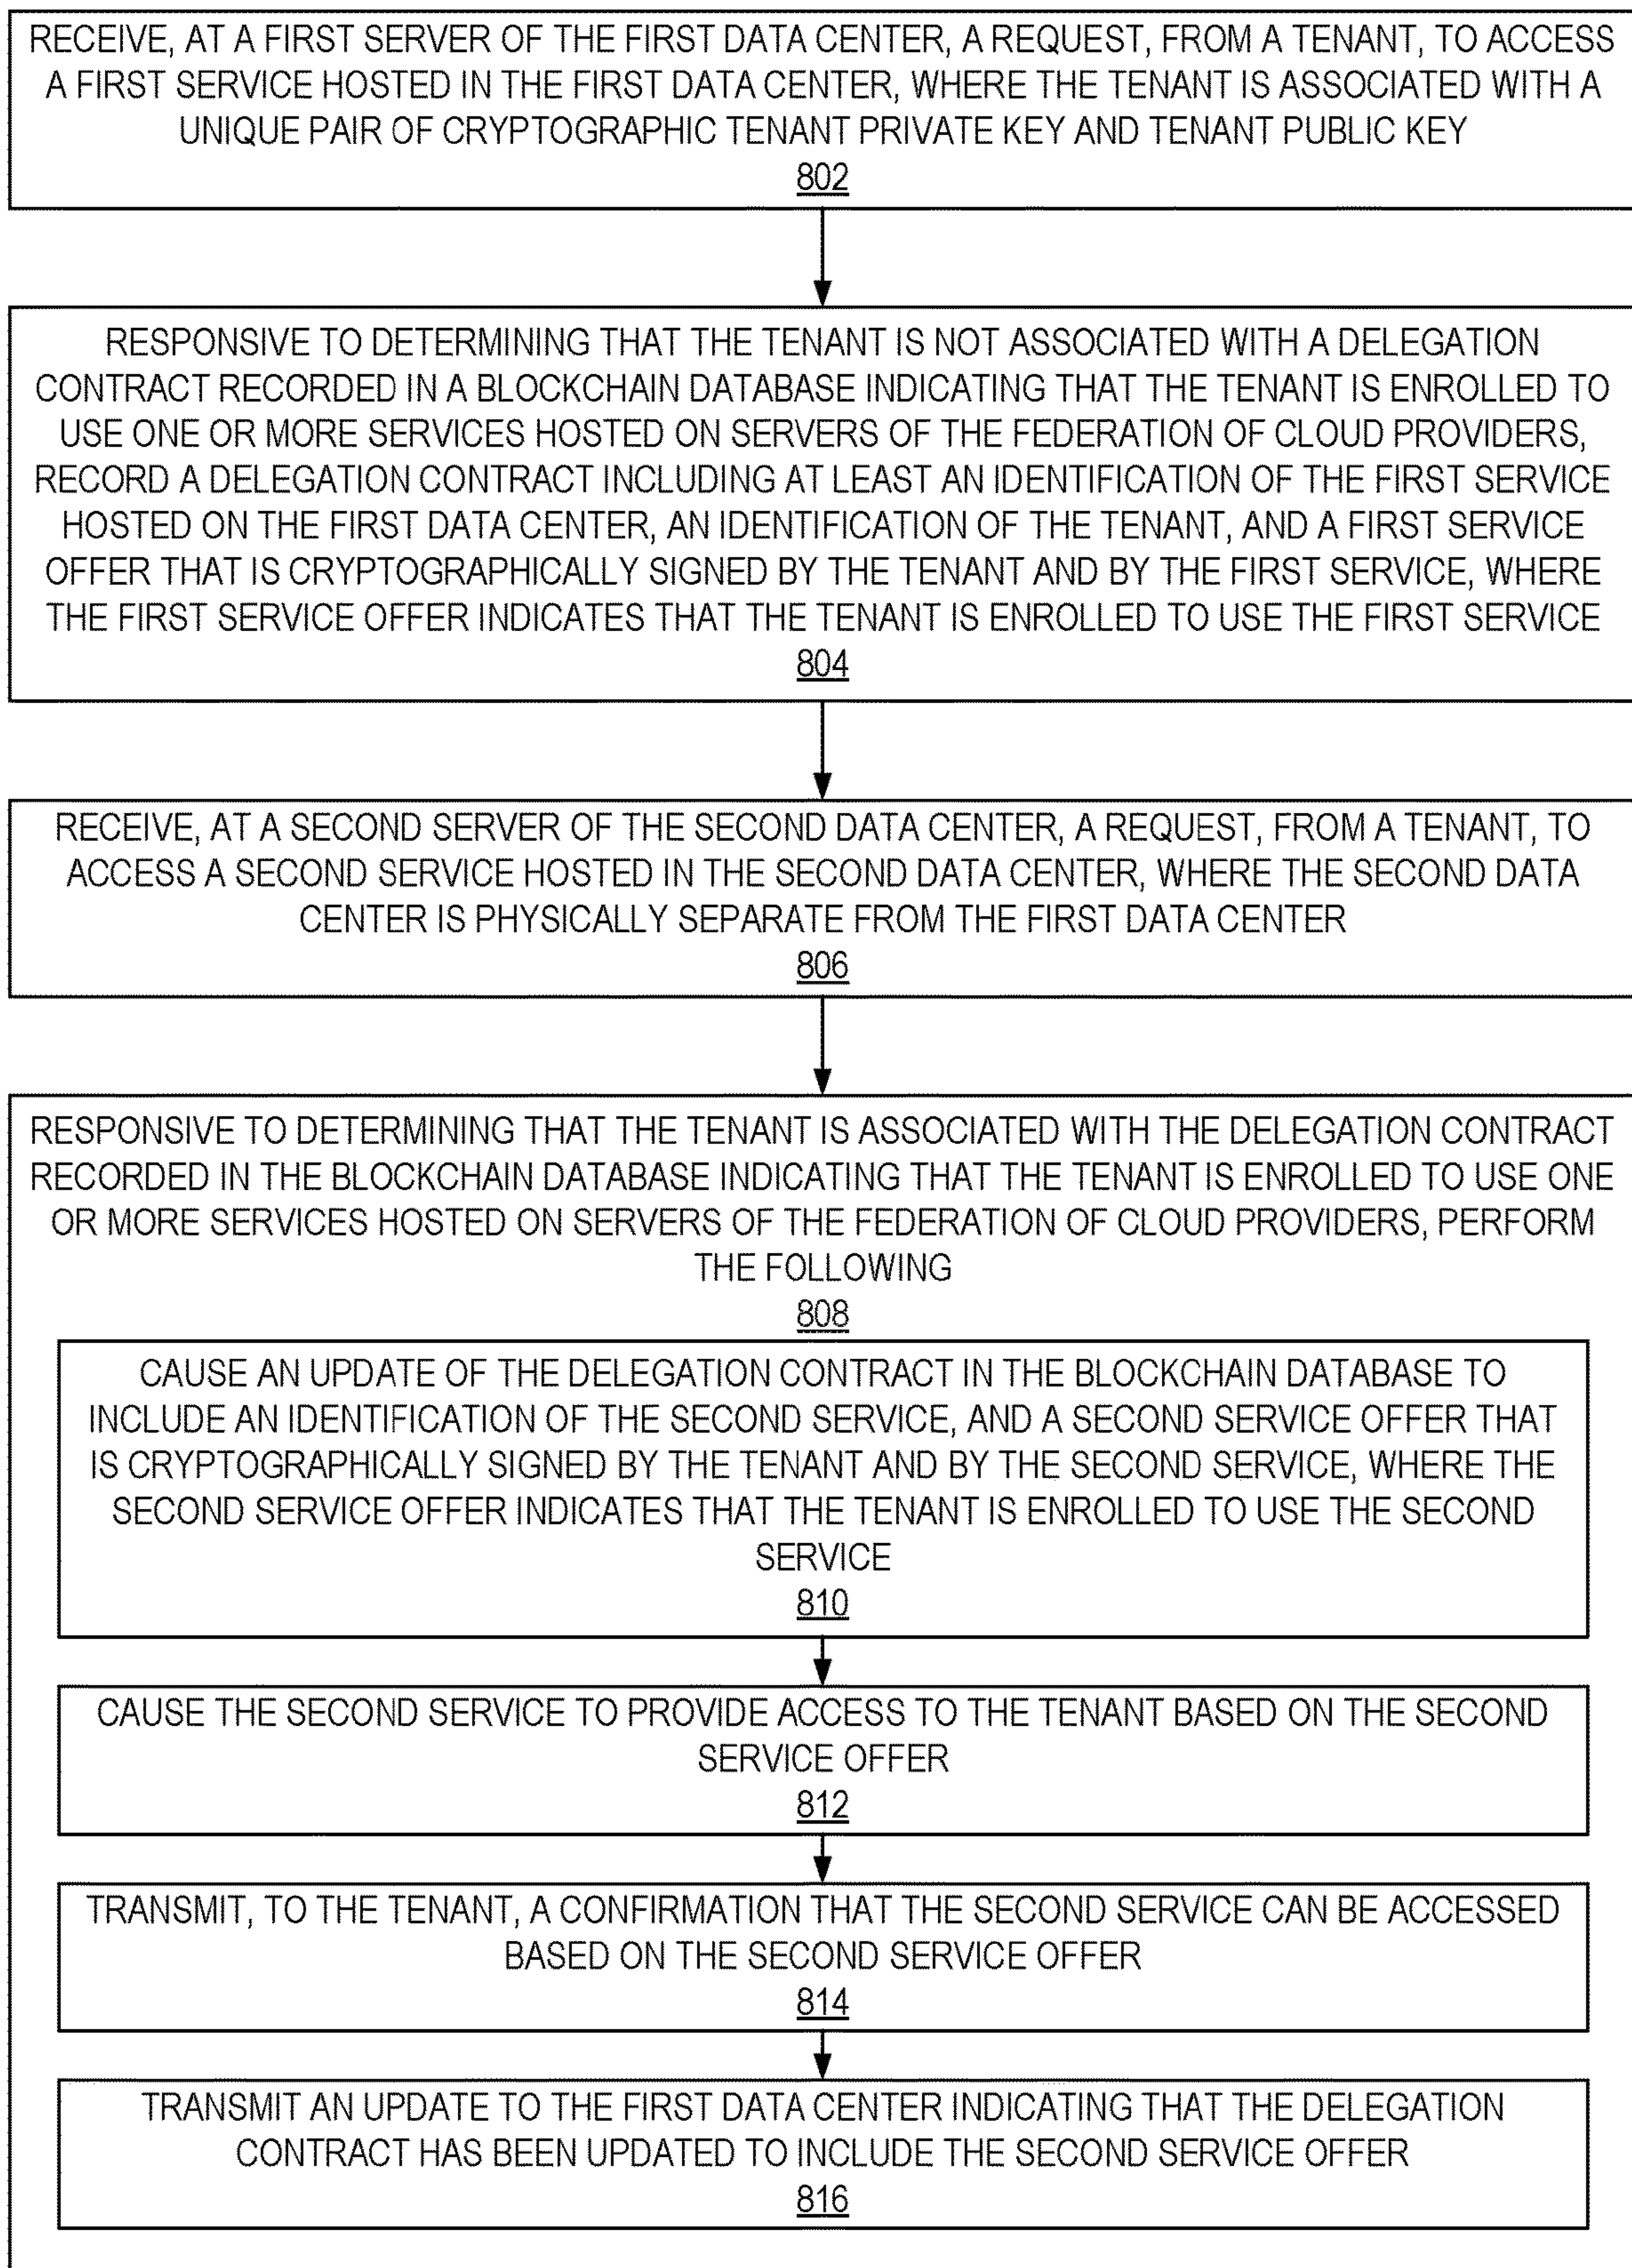 RECEIVE, AT A FIRST SERVER OF THE FIRST DATA CENTER, A REQUEST, FROM A TENANT, TO ACCESS
A FIRST SERVICE HOSTED IN THE FIRST DATA CENTER, WHERE THE TENANT IS ASSOCIATED WITH A
UNIQUE PAIR OF CRYPTOGRAPHIC TENANT PRIVATE KEY AND TENANT PUBLIC KEY
802
RESPONSIVE TO DETERMINING THAT THE TENANT IS NOT ASSOCIATED WITH A DELEGATION
CONTRACT RECORDED IN A BLOCKCHAIN DATABASE INDICATING THAT THE TENANT IS ENROLLED TO
USE ONE OR MORE SERVICES HOSTED ON SERVERS OF THE FEDERATION OF CLOUD PROVIDERS,
RECORD A DELEGATION CONTRACT INCLUDING AT LEAST AN IDENTIFICATION OF THE FIRST SERVICE
HOSTED ON THE FIRST DATA CENTER, AN IDENTIFICATION OF THE TENANT, AND A FIRST SERVICE
OFFER THAT IS CRYPTOGRAPHICALLY SIGNED BY THE TENANT AND BY THE FIRST SERVICE, WHERE
THE FIRST SERVICE OFFER INDICATES THAT THE TENANT IS ENROLLED TO USE THE FIRST SERVICE
804
RECEIVE, AT A SECOND SERVER OF THE SECOND DATA CENTER, A REQUEST, FROM A TENANT, TO
ACCESS A SECOND SERVICE HOSTED IN THE SECOND DATA CENTER, WHERE THE SECOND DATA
CENTER IS PHYSICALLY SEPARATE FROM THE FIRST DATA CENTER
806
RESPONSIVE TO DETERMINING THAT THE TENANT IS ASSOCIATED WITH THE DELEGATION CONTRACT
RECORDED IN THE BLOCKCHAIN DATABASE INDICATING THAT THE TENANT IS ENROLLED TO USE ONE
OR MORE SERVICES HOSTED ON SERVERS OF THE FEDERATION OF CLOUD PROVIDERS, PERFORM
THE FOLLOWING
808
CAUSE AN UPDATE OF THE DELEGATION CONTRACT IN THE BLOCKCHAIN DATABASE TO
INCLUDE AN IDENTIFICATION OF THE SECOND SERVICE, AND A SECOND SERVICE OFFER THAT
IS CRYPTOGRAPHICALLY SIGNED BY THE TENANT AND BY THE SECOND SERVICE, WHERE THE
SECOND SERVICE OFFER INDICATES THAT THE TENANT IS ENROLLED TO USE THE SECOND
SERVICE
810
CAUSE THE SECOND SERVICE TO PROVIDE ACCESS TO THE TENANT BASED ON THE SECOND
SERVICE OFFER
812
TRANSMIT, TO THE TENANT, A CONFIRMATION THAT THE SECOND SERVICE CAN BE ACCESSED
BASED ON THE SECOND SERVICE OFFER
814
TRANSMIT AN UPDATE TO THE FIRST DATA CENTER INDICATING THAT THE DELEGATION
CONTRACT HAS BEEN UPDATED TO INCLUDE THE SECOND SERVICE OFFER
816